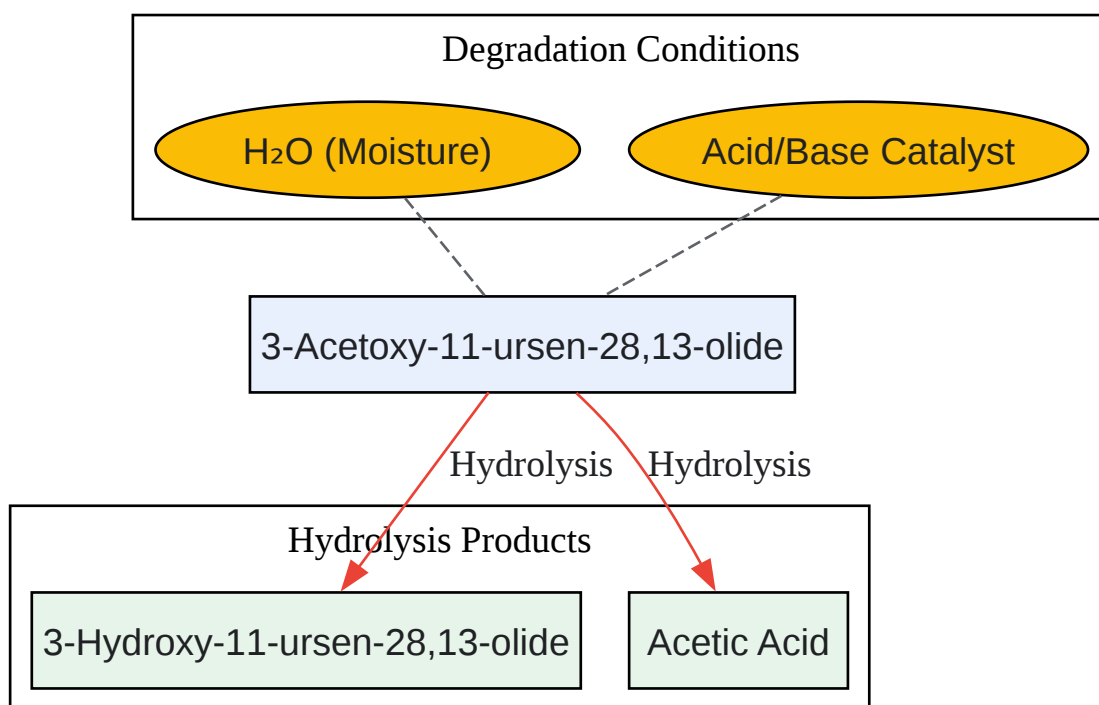 Degradation Conditions
H₂O (Moisture)
Acid/Base Catalyst
3-Acetoxy-11-ursen-28,13-olide
Hydrolysis
Hydrolysis
Hydrolysis Products
3-Hydroxy-11-ursen-28,13-olide
Acetic Acid